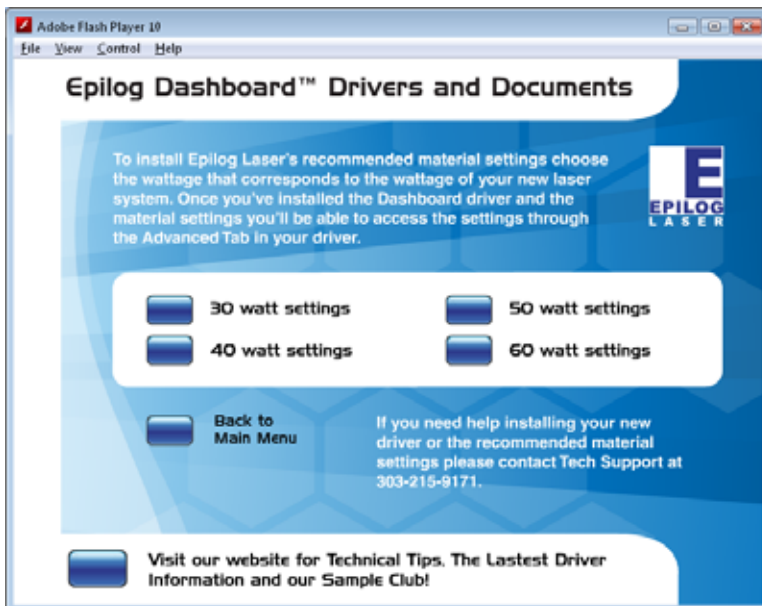 Adobe Flash Player 10
File View Control Help
Epilog Dashboard™ Drivers and Documents
To install Epilog Laser's recommended material settings choose
the wattage that corresponds to the wattage of your new laser
system. Once you've installed the Dashboard driver and the
material settings you'll be able to access the settings through
the Advanced Tab in your driver.
E
EPILOG
LASER
30 watt settings
50 watt settings
40 watt settings
60 watt settings
Back to
Main Menu
If you need help installing your new
driver or the recommended material
settings please contact Tech Support at
303-215-9171.
Visit our website for Technical Tips, The Lastest Driver
Information and our Sample Club!